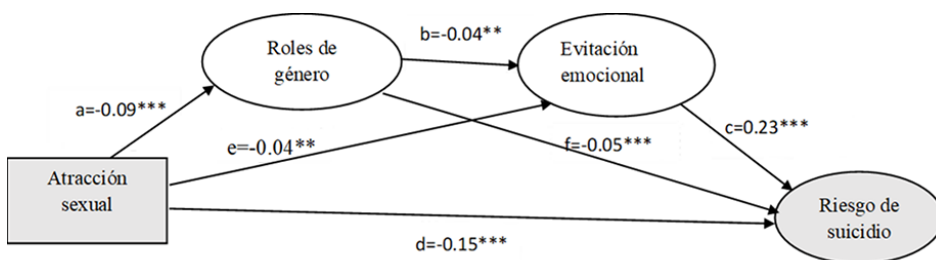 Roles de
género
b=-0.04**
Evitación
emocional
a=-0.09***
e=-0.04**
f=-0.05***
c=0.23***
Atracción
sexual
d=-0.15***
Riesgo de
suicidio